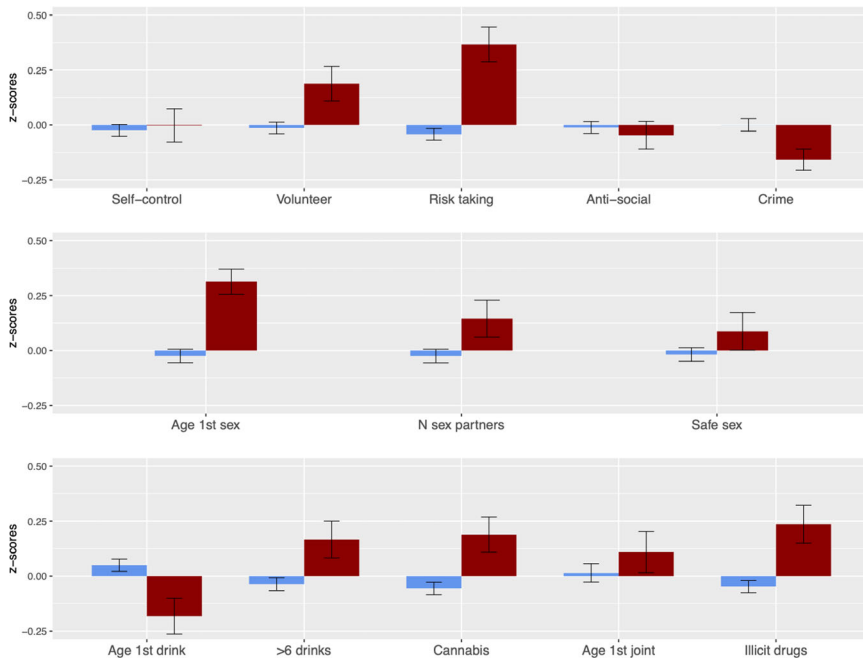 z−scores
0.50
0.25
0.00
−0.25
Self−control Volunteer Risk taking Anti−social Crime
z−scores
0.50
0.25
0.00
−0.25
Age 1st sex N sex partners Safe sex
z−scores
0.50
0.25
0.00
−0.25
Age 1st drink >6 drinks Cannabis Age 1st joint Illicit drugs